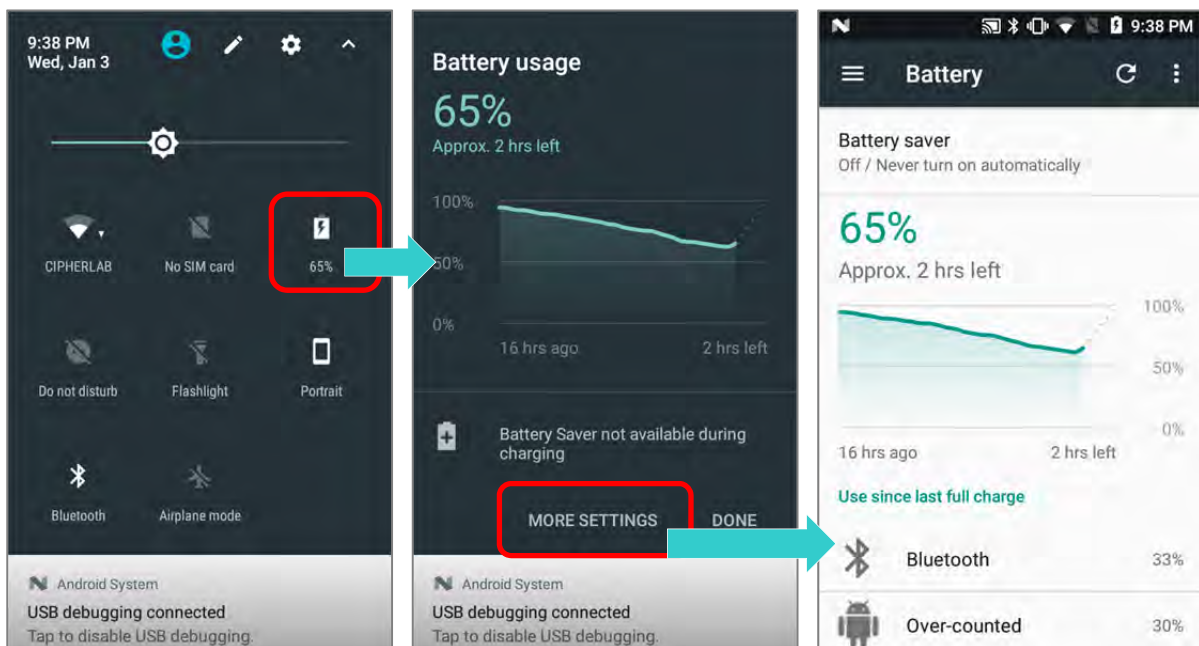 9:38 PM
Wed, Jan 3
CIPHERLAB
No SIM card
65%
Do not disturb
Flashlight
Portrait
Bluetooth
Airplane mode
Android System
USB debugging connected
Tap to disable USB debugging.
Battery usage
65%
Approx. 2 hrs left
100%
50%
0%
16 hrs ago
2 hrs left
Battery Saver not available during
charging
MORE SETTINGS
DONE
Android System
USB debugging connected
Tap to disable USB debugging.
9:38 PM
Battery
Battery saver
Off / Never turn on automatically
65%
Approx. 2 hrs left
100%
50%
0%
16 hrs ago
2 hrs left
Use since last full charge
Bluetooth
33%
Over-counted
30%